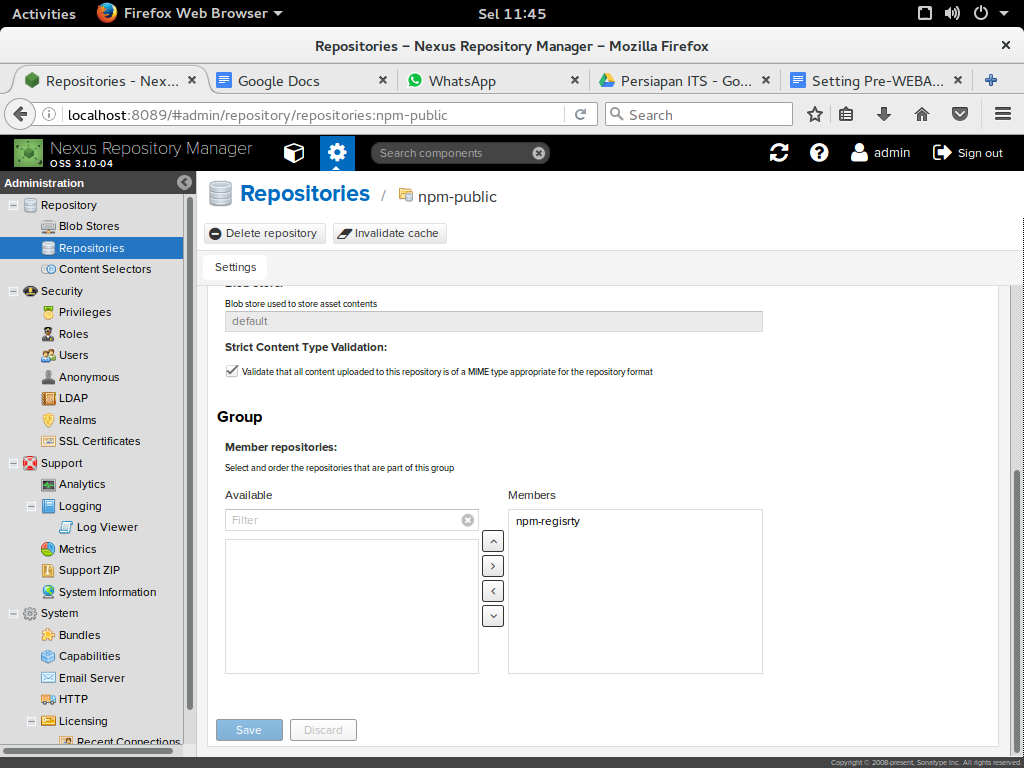 Activities Firefox Web Browser Sel 11:45
Repositories – Nexus Repository Manager – Mozilla Firefox
Repositories - Nex... Google Docs WhatsApp Persiapan ITS - Go... Setting Pre-WEBA...
localhost:8089/#admin/repository/repositories:npm-public Search
Nexus Repository Manager
OSS 3.1.0-04
Search components
admin Sign out
Administration
Repository
Blob Stores
Repositories
Content Selectors
Security
Privileges
Roles
Users
Anonymous
LDAP
Realms
SSL Certificates
Support
Analytics
Logging
Log Viewer
Metrics
Support ZIP
System Information
System
Bundles
Capabilities
Email Server
HTTP
Licensing
Recent Connections
Repositories / npm-public
Delete repository Invalidate cache
Settings
Blob store:
Blob store used to store asset contents
default
Strict Content Type Validation:
Validate that all content uploaded to this repository is of a MIME type appropriate for the repository format
Group
Member repositories:
Select and order the repositories that are part of this group
Available Members
Filter
npm-regisrty
Save Discard
Copyright © 2008-present, Sonatype Inc. All rights reserved.